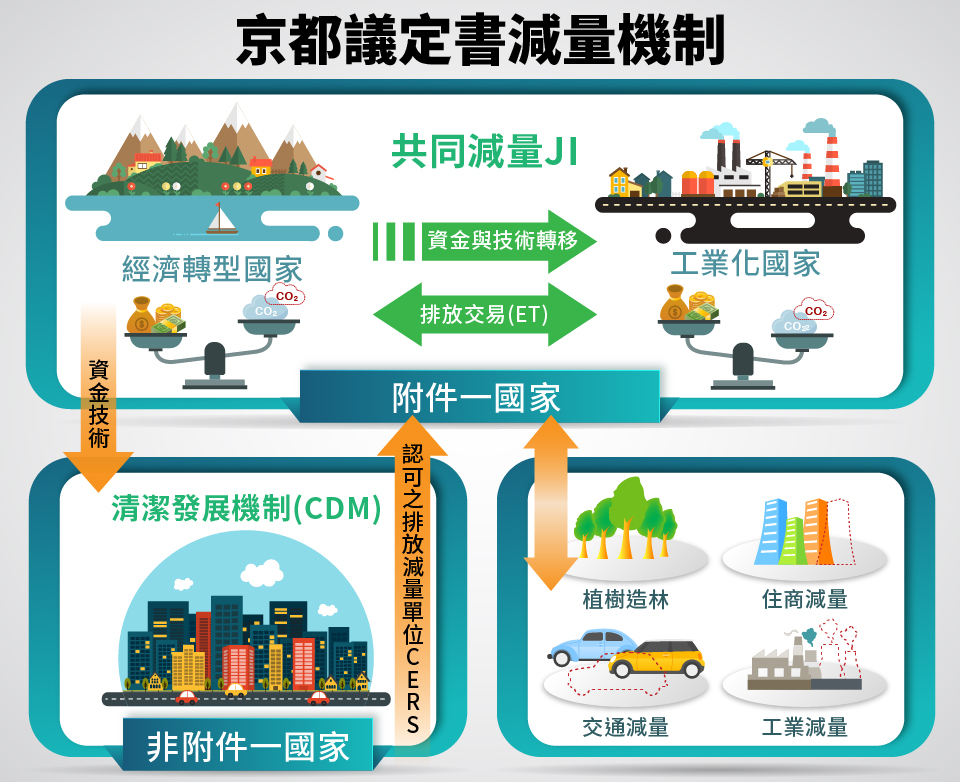 京都議定書減量機制
共同減量JI
資金與技術轉移
經濟轉型國家
工業化國家
CO₂
CO₂
排放交易(ET)
CO₂
CO₂₂
附件一國家
資金技術
認可之排放減量單位CERS
清潔發展機制(CDM)
非附件一國家
植樹造林
住商減量
交通減量
工業減量